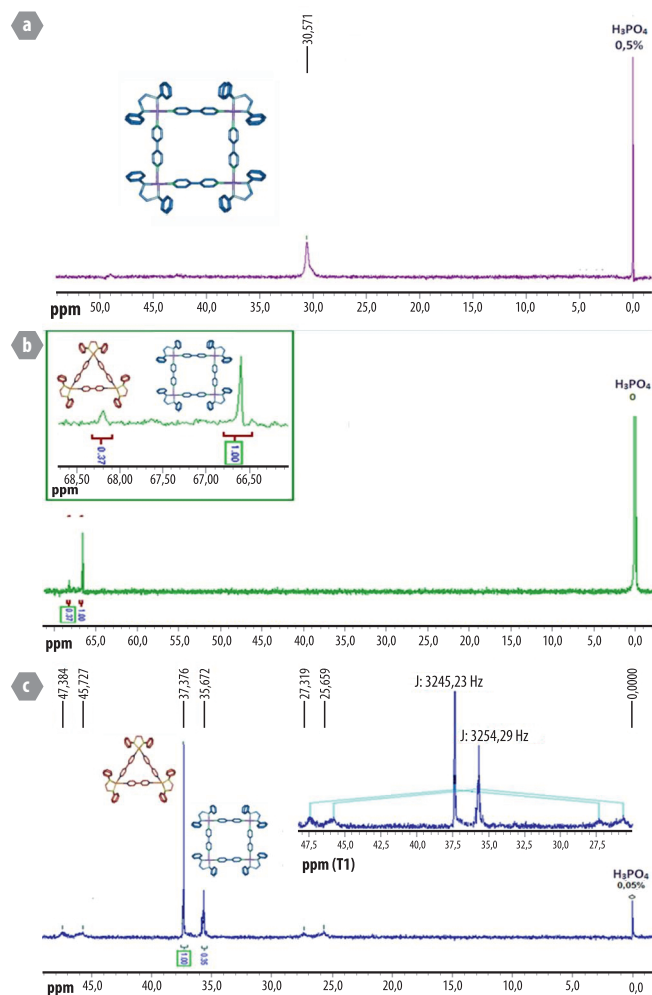 a
30,571
H₃PO₄
0,5%
ppm 50,0 45,0 40,0 35,0 30,0 25,0 20,0 15,0 10,0 5,0 0,0
b
H₃PO₄
0
0.37 1.00
68,50 68,00 67,50 67,00 66,50
ppm
0.37 1.00
ppm 65,0 60,0 55,0 50,0 45,0 40,0 35,0 30,0 25,0 20,0 15,0 10,0 5,0 0,0
c
47,384 45,727 37,376 35,672 27,319 25,659 0,0000
J: 3245,23 Hz
J: 3254,29 Hz
47,5 45,0 42,5 40,0 37,5 35,0 32,5 30,0 27,5
ppm (T1)
H₃PO₄
0,05%
1.00 0.35
ppm 45,0 40,0 35,0 30,0 25,0 20,0 15,0 10,0 5,0 0,0